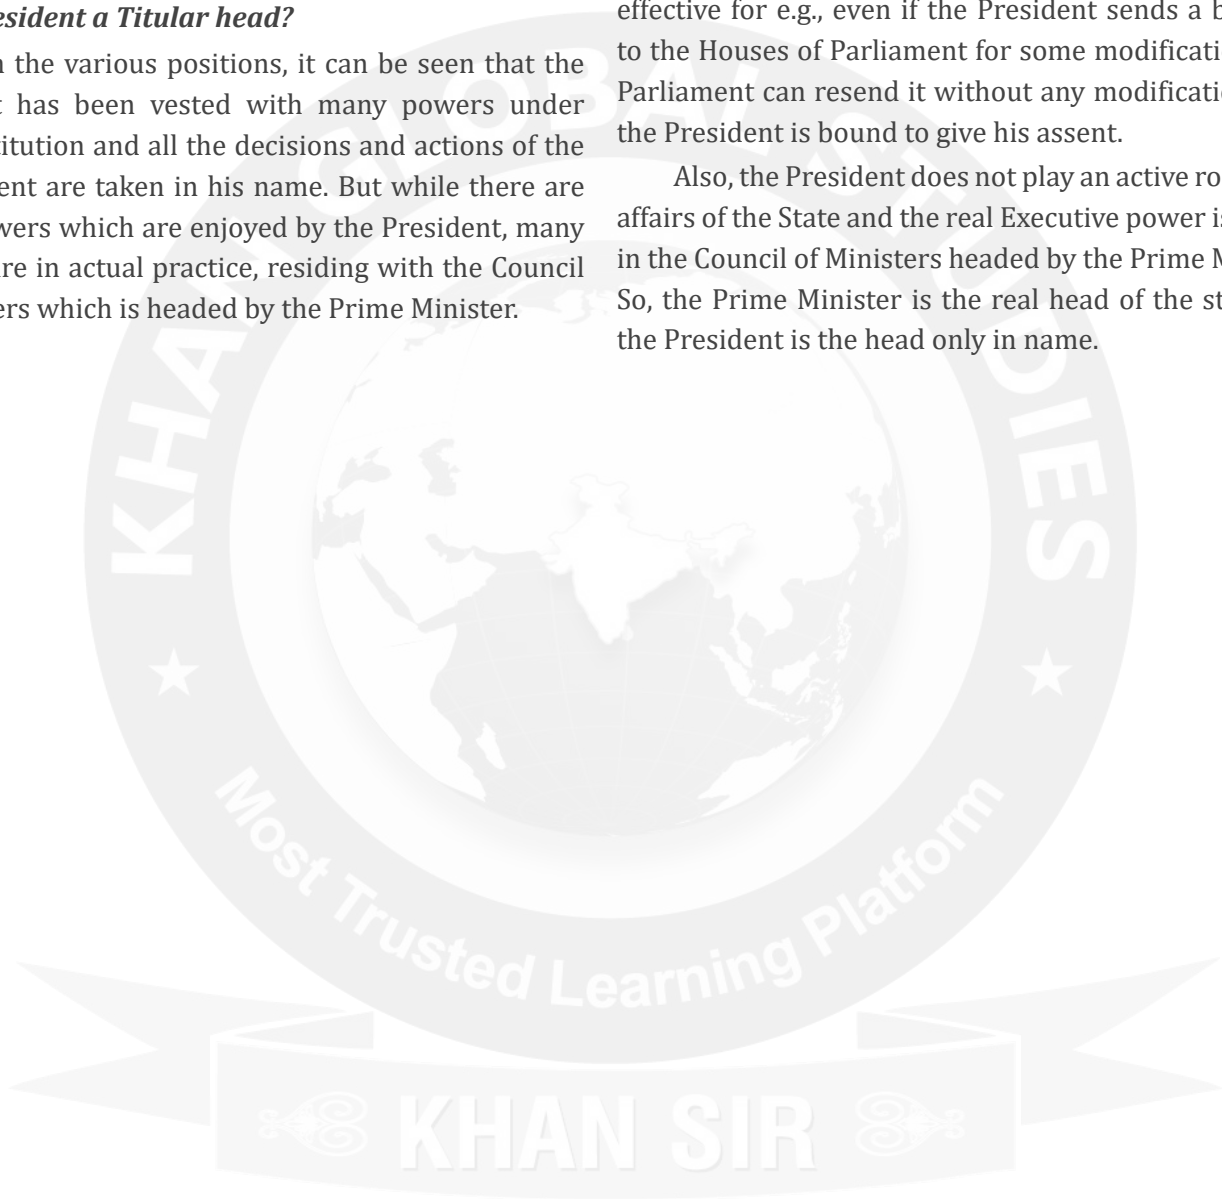 esident a Titular head?
n the various positions, it can be seen that the
t has been vested with many powers under
titution and all the decisions and actions of the
ent are taken in his name. But while there are
wers which are enjoyed by the President, many
re in actual practice, residing with the Council
ers which is headed by the Prime Minister.
effective for e.g., even if the President sends a b
to the Houses of Parliament for some modificati
Parliament can resend it without any modificatio
the President is bound to give his assent.
Also, the President does not play an active ro
affairs of the State and the real Executive power is
in the Council of Ministers headed by the Prime M
So, the Prime Minister is the real head of the st
the President is the head only in name.
KHAN GLOBAL STUDIES
Most Trusted Learning Platform
KHAN SIR